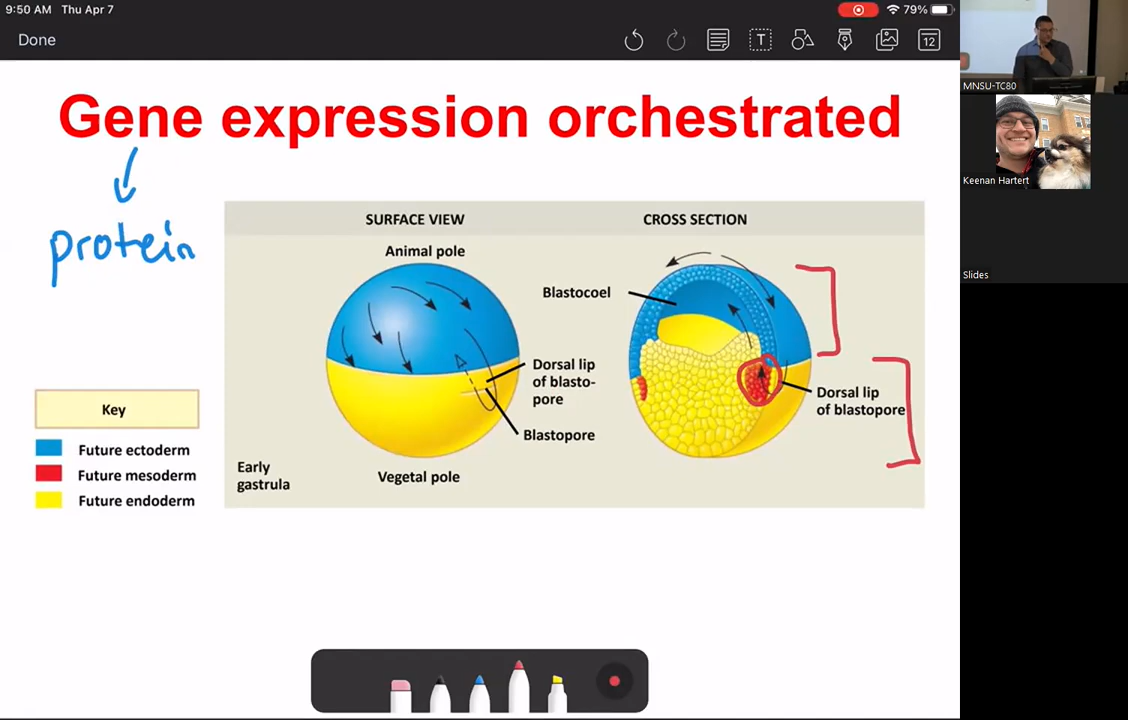 9:50 AM Thu Apr 7
79%
Done
T
12
Gene expression orchestrated
protein
SURFACE VIEW
CROSS SECTION
Animal pole
Blastocoel
Dorsal lip
of blasto-
pore
Blastopore
Dorsal lip
of blastopore
Early
gastrula
Vegetal pole
Key
Future ectoderm
Future mesoderm
Future endoderm
MNSU-TC80
Keenan Hartert
Slides